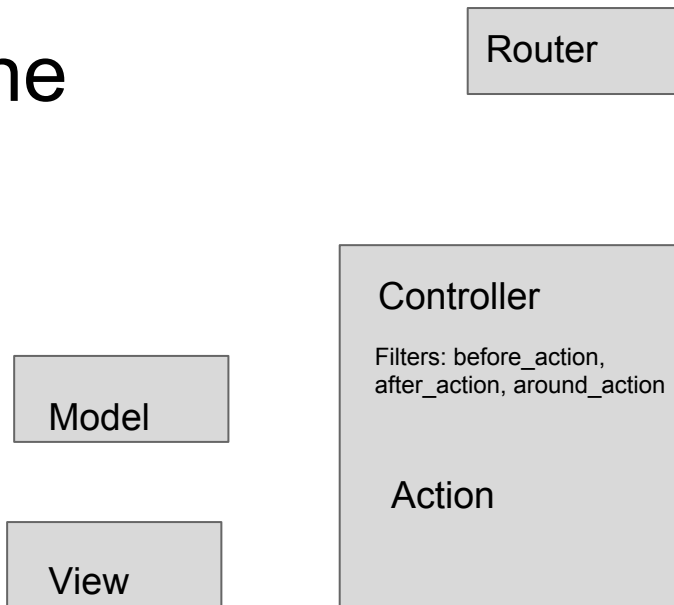 ne
Router
Controller
Filters: before_action,
after_action, around_action
Model
Action
View